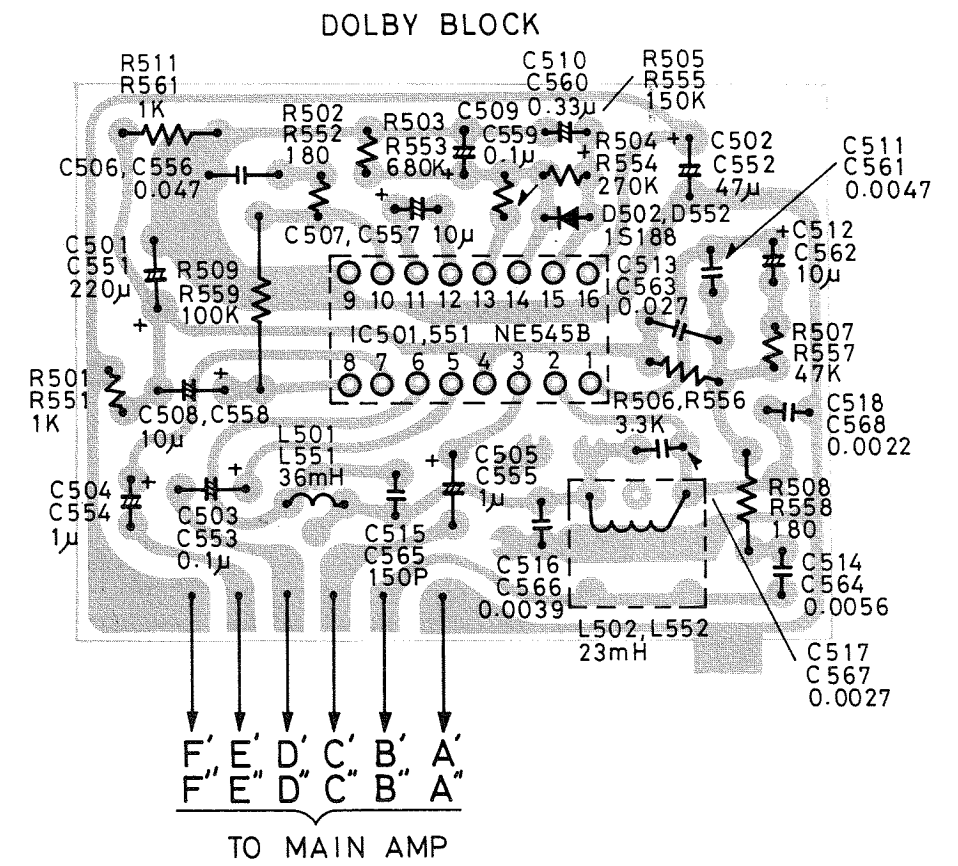 DOLBY BLOCK
R511
R561
1K
C510
C560
0.33µ
R505
R555
150K
R502
R552
180
R503
R553
680K
C509
C559
0.1µ
R504
R554
270K
C502
C552
47µ
C511
C561
0.0047
C506, C556
0.047
C507, C557 10µ
D502, D552
1S188
C512
C562
10µ
C501
C551
220µ
R509
R559
100K
C513
C563
0.027
9 10 11 12 13 14 15 16
IC501,551 NE545B
8 7 6 5 4 3 2 1
R507
R557
47K
R501
R551
1K
C508, C558
10µ
R506, R556
3.3K
C518
C568
0.0022
L501
L551
36mH
C505
C555
1µ
C504
C554
1µ
C503
C553
0.1µ
C515
C565
150P
R508
R558
180
C516
C566
0.0039
C514
C564
0.0056
L502, L552
23mH
C517
C567
0.0027
F' E' D' C' B' A'
F" E" D" C" B" A"
TO MAIN AMP